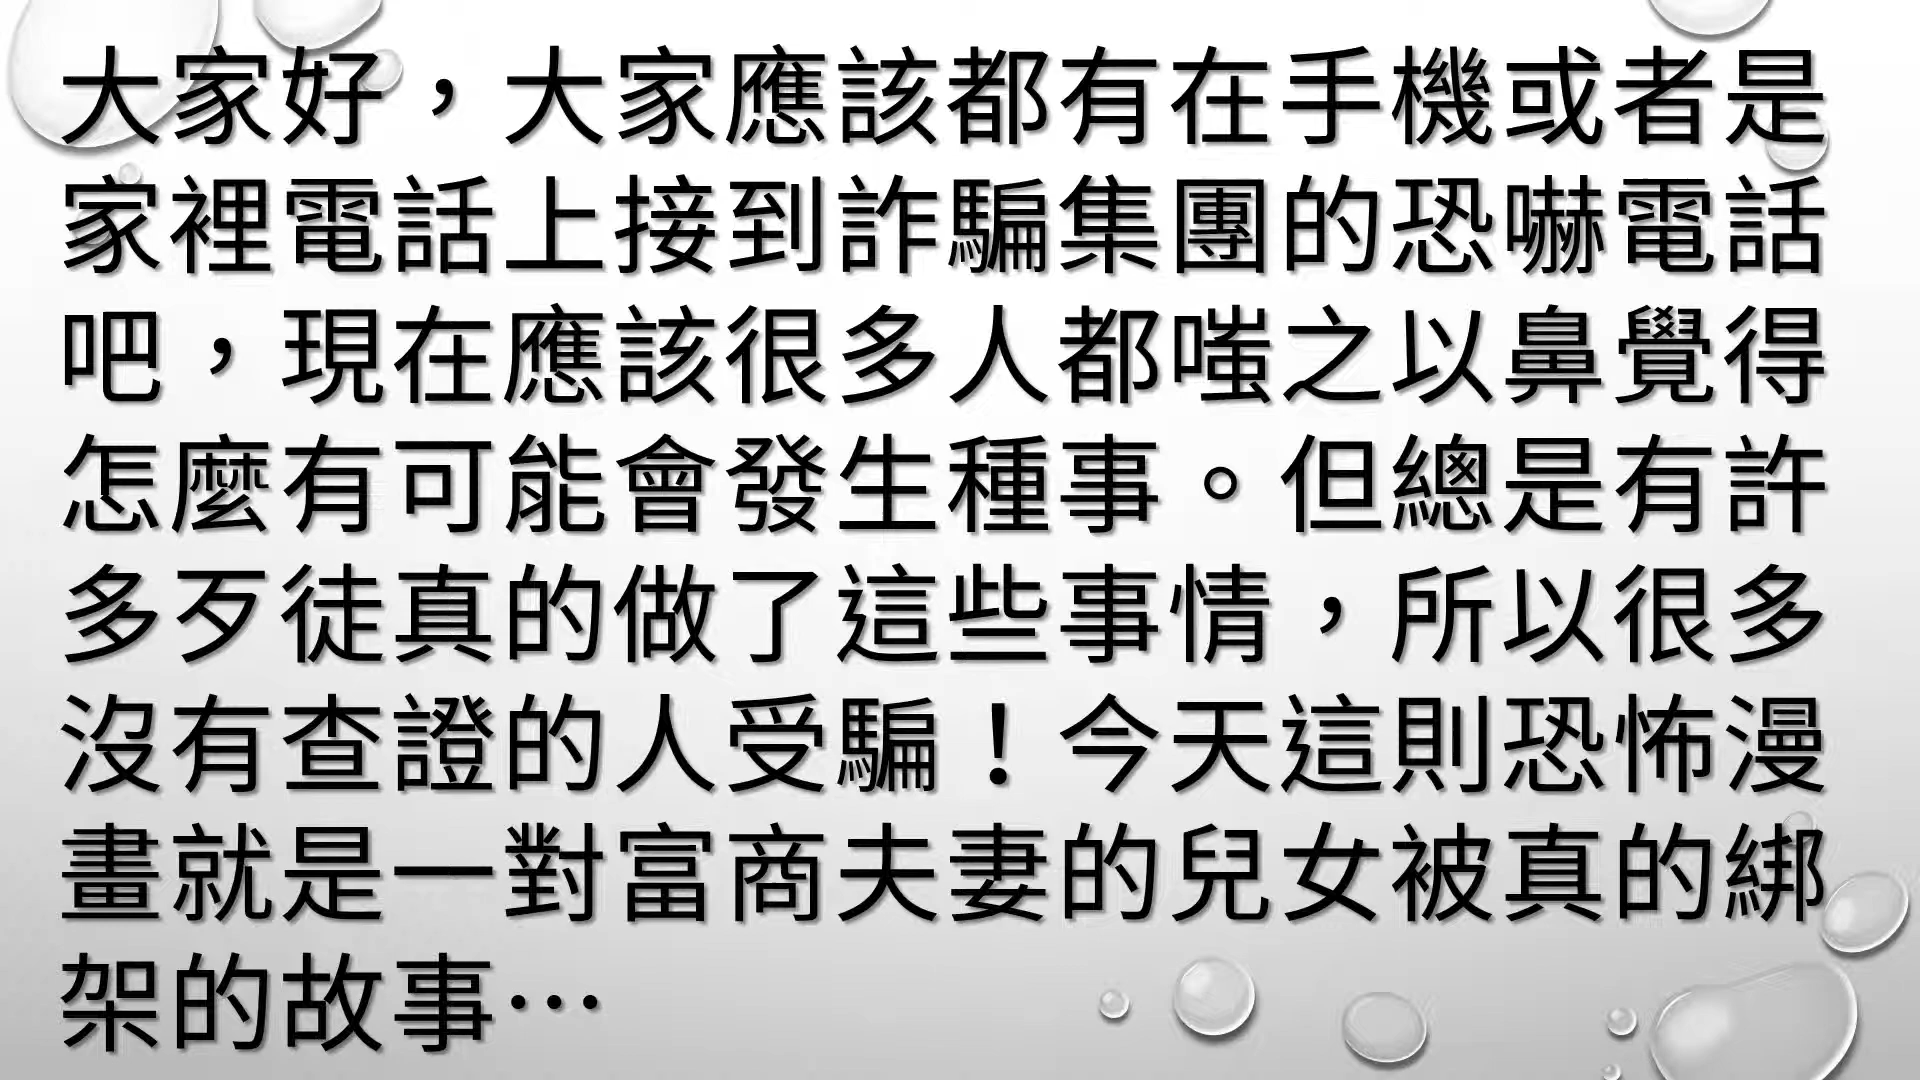 大家好，大家應該都有在手機或者是
家裡電話上接到詐騙集團的恐嚇電話
吧，現在應該很多人都嗤之以鼻覺得
怎麼有可能會發生種事。但總是有許
多歹徒真的做了這些事情，所以很多
沒有查證的人受騙！今天這則恐怖漫
畫就是一對富商夫妻的兒女被真的綁
架的故事…